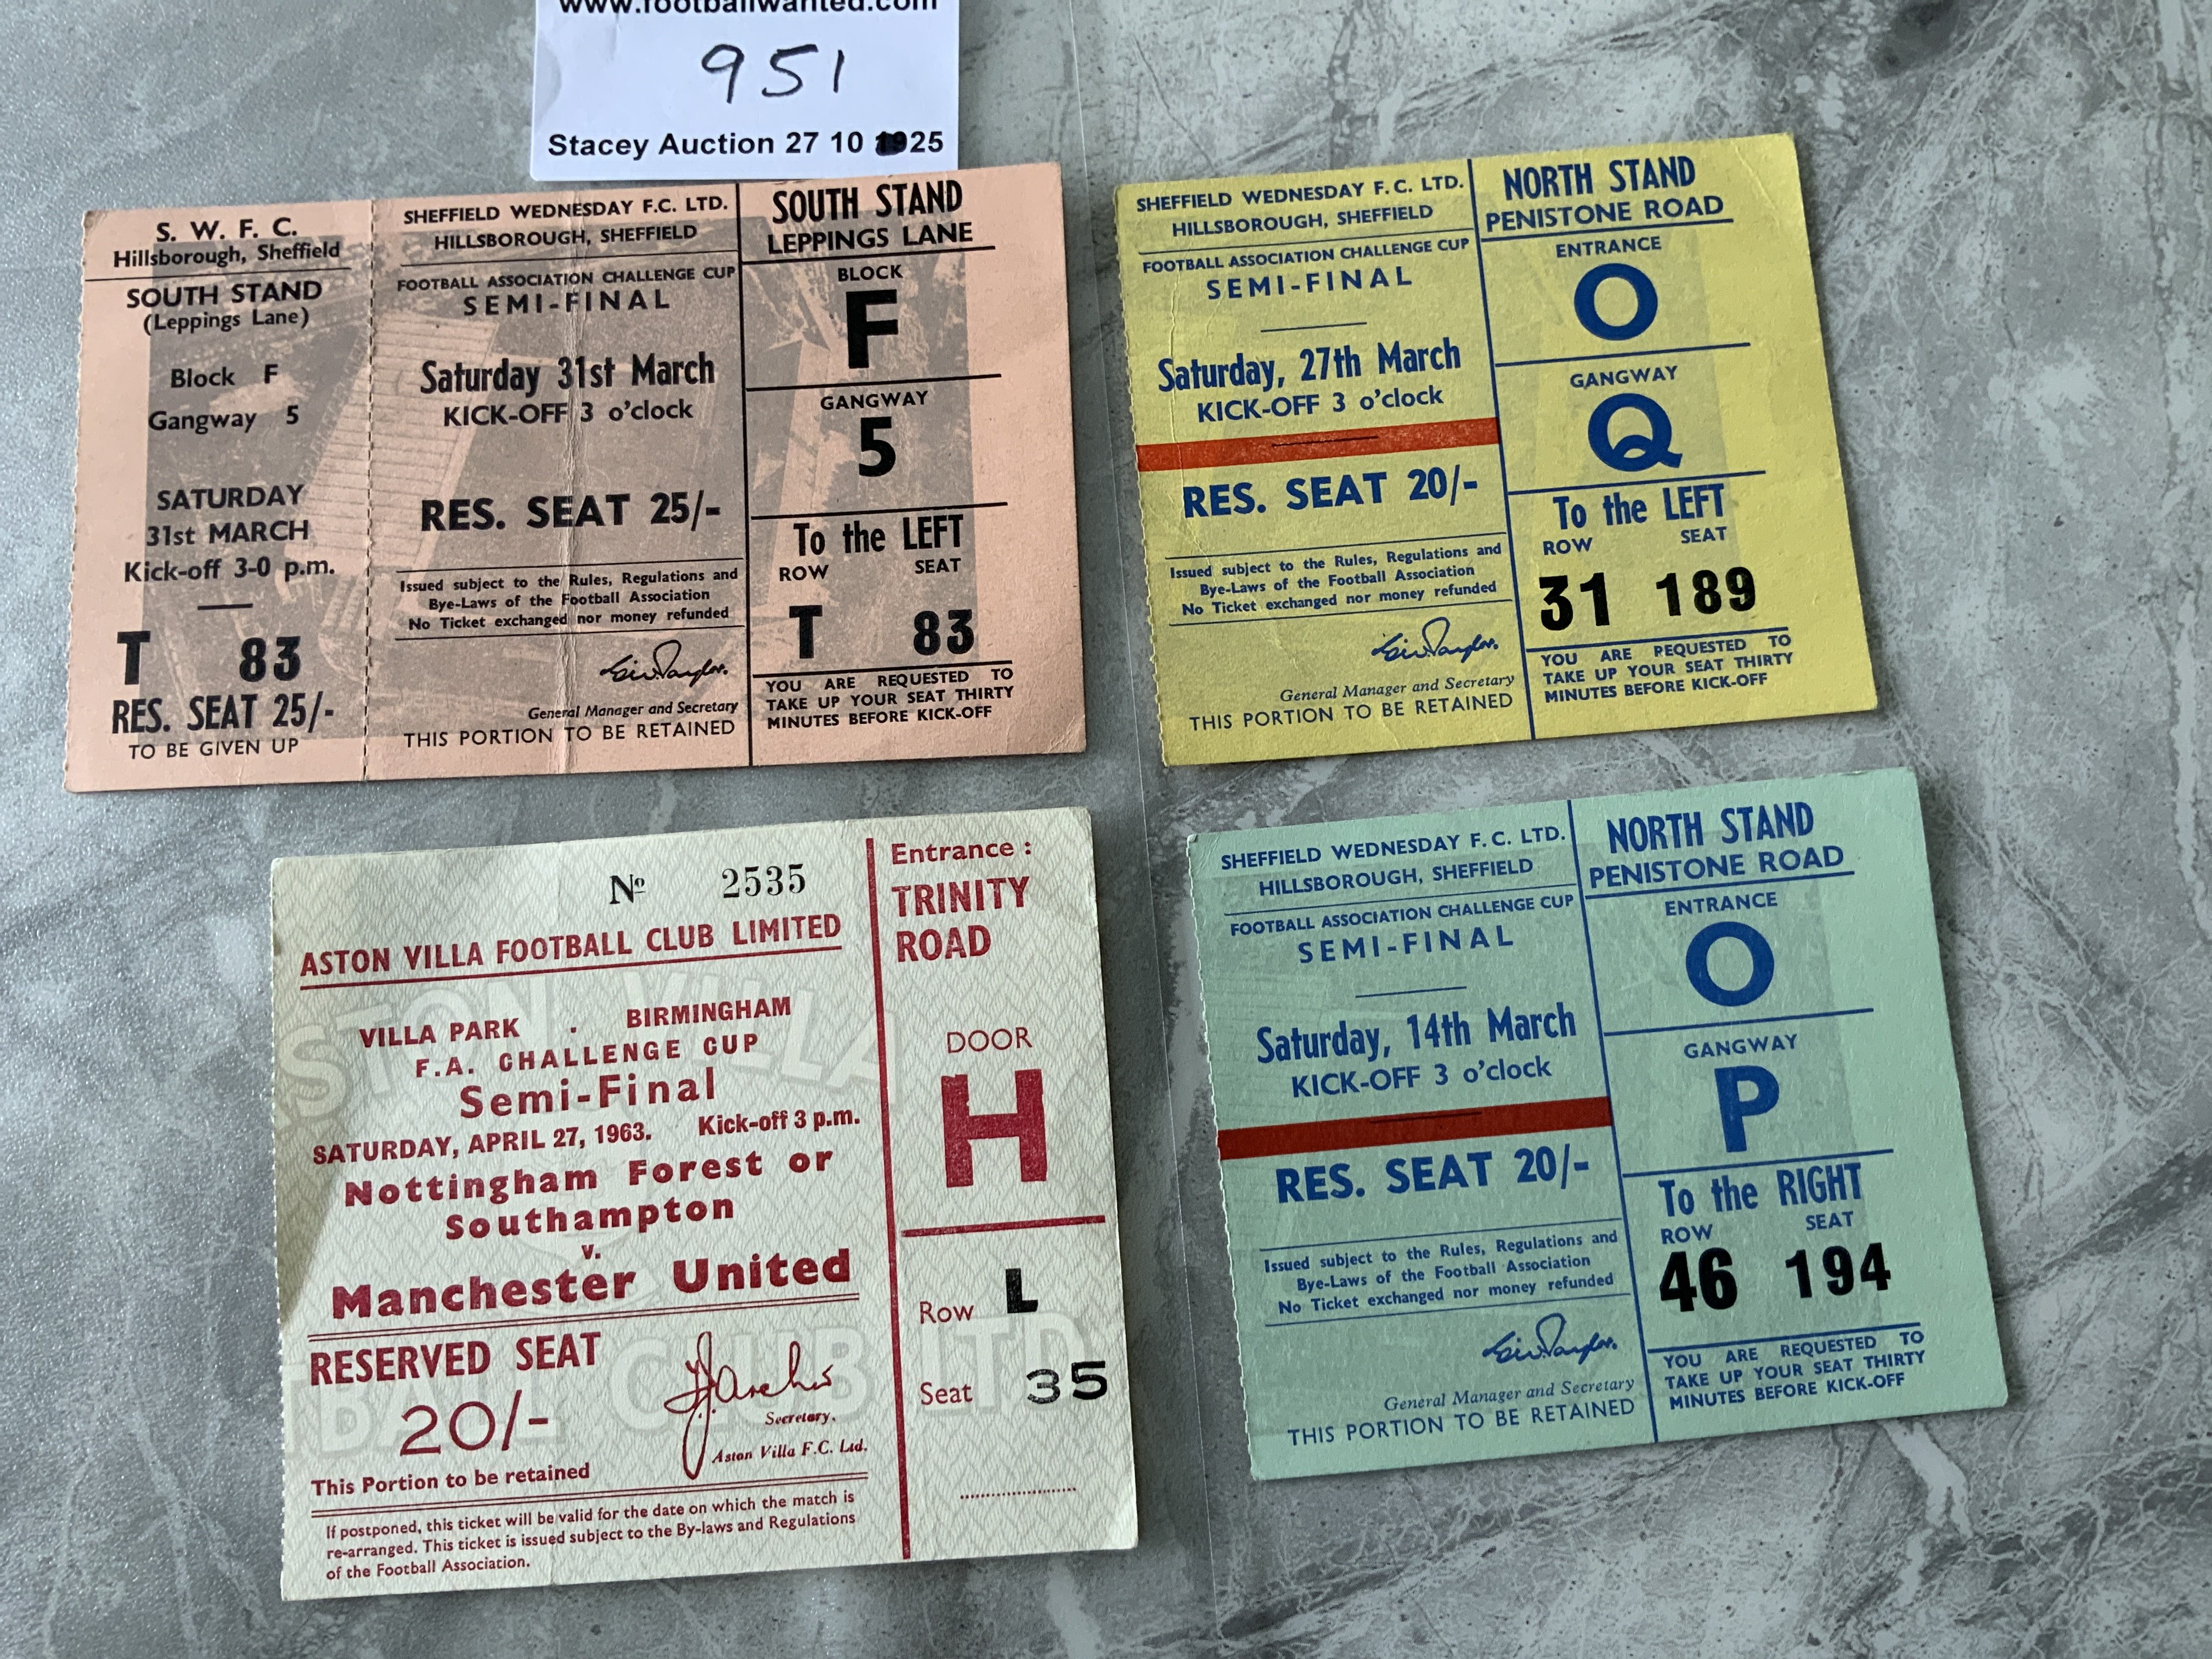 www.footballwanted.com
951
Stacey Auction 27 10 25
S. W. F. C.
Hillsborough, Sheffield
SOUTH STAND
(Leppings Lane)
Block F
Gangway 5
SATURDAY
31st MARCH
Kick-off 3-0 p.m.
T 83
RES. SEAT 25/-
TO BE GIVEN UP
SHEFFIELD WEDNESDAY F.C. LTD.
HILLSBOROUGH, SHEFFIELD
FOOTBALL ASSOCIATION CHALLENGE CUP
SEMI-FINAL
Saturday 31st March
KICK-OFF 3 o'clock
RES. SEAT 25/-
Issued subject to the Rules, Regulations and
Bye-Laws of the Football Association
No Ticket exchanged nor money refunded
General Manager and Secretary
THIS PORTION TO BE RETAINED
SOUTH STAND
LEPPINGS LANE
BLOCK
F
GANGWAY
5
To the LEFT
ROW SEAT
T 83
YOU ARE REQUESTED TO
TAKE UP YOUR SEAT THIRTY
MINUTES BEFORE KICK-OFF
SHEFFIELD WEDNESDAY F.C. LTD.
HILLSBOROUGH, SHEFFIELD
FOOTBALL ASSOCIATION CHALLENGE CUP
SEMI-FINAL
Saturday, 27th March
KICK-OFF 3 o'clock
RES. SEAT 20/-
Issued subject to the Rules, Regulations and
Bye-Laws of the Football Association
No Ticket exchanged nor money refunded
General Manager and Secretary
THIS PORTION TO BE RETAINED
NORTH STAND
PENISTONE ROAD
ENTRANCE
O
GANGWAY
Q
To the LEFT
ROW SEAT
31 189
YOU ARE REQUESTED TO
TAKE UP YOUR SEAT THIRTY
MINUTES BEFORE KICK-OFF
Nº 2535
ASTON VILLA FOOTBALL CLUB LIMITED
VILLA PARK . BIRMINGHAM
F.A. CHALLENGE CUP
Semi-Final
SATURDAY, APRIL 27, 1963. Kick-off 3 p.m.
Nottingham Forest or
Southampton
v.
Manchester United
RESERVED SEAT
20/-
Secretary,
Aston Villa F.C. Ltd.
This Portion to be retained
If postponed, this ticket will be valid for the date on which the match is
re-arranged. This ticket is issued subject to the By-laws and Regulations
of the Football Association.
Entrance :
TRINITY
ROAD
DOOR
H
Row L
Seat 35
SHEFFIELD WEDNESDAY F.C. LTD.
HILLSBOROUGH, SHEFFIELD
FOOTBALL ASSOCIATION CHALLENGE CUP
SEMI-FINAL
Saturday, 14th March
KICK-OFF 3 o'clock
RES. SEAT 20/-
Issued subject to the Rules, Regulations and
Bye-Laws of the Football Association
No Ticket exchanged nor money refunded
General Manager and Secretary
THIS PORTION TO BE RETAINED
NORTH STAND
PENISTONE ROAD
ENTRANCE
O
GANGWAY
P
To the RIGHT
ROW SEAT
46 194
YOU ARE REQUESTED TO
TAKE UP YOUR SEAT THIRTY
MINUTES BEFORE KICK-OFF